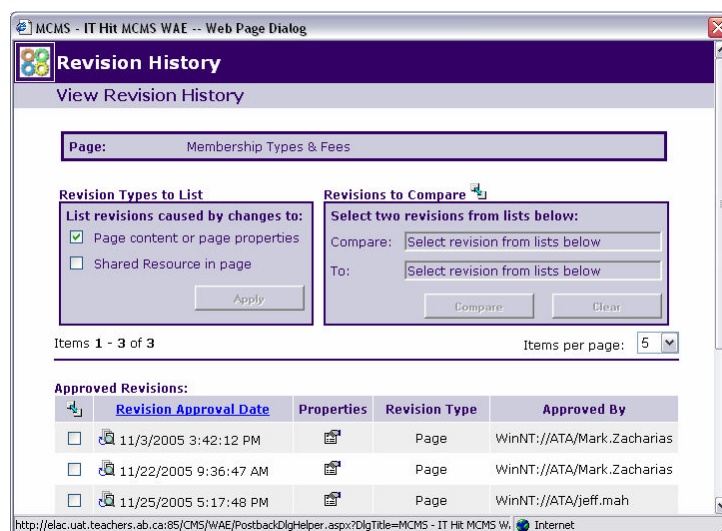 MCMS - IT Hit MCMS WAE -- Web Page Dialog
Revision History
View Revision History
Page: Membership Types & Fees
Revision Types to List
List revisions caused by changes to:
Page content or page properties
Shared Resource in page
Apply
Revisions to Compare
Select two revisions from lists below:
Compare: Select revision from lists below
To: Select revision from lists below
Compare Clear
Items 1 - 3 of 3 Items per page: 5
Approved Revisions:
Revision Approval Date Properties Revision Type Approved By
11/3/2005 3:42:12 PM Page WinNT://ATA/Mark.Zacharias
11/22/2005 9:36:47 AM Page WinNT://ATA/Mark.Zacharias
11/25/2005 5:17:48 PM Page WinNT://ATA/jeff.mah
http://elac.uat.teachers.ab.ca:85/CMS/WAE/PostbackDlgHelper.aspx?DlgTitle=MCMS - IT Hit MCMS W. Internet